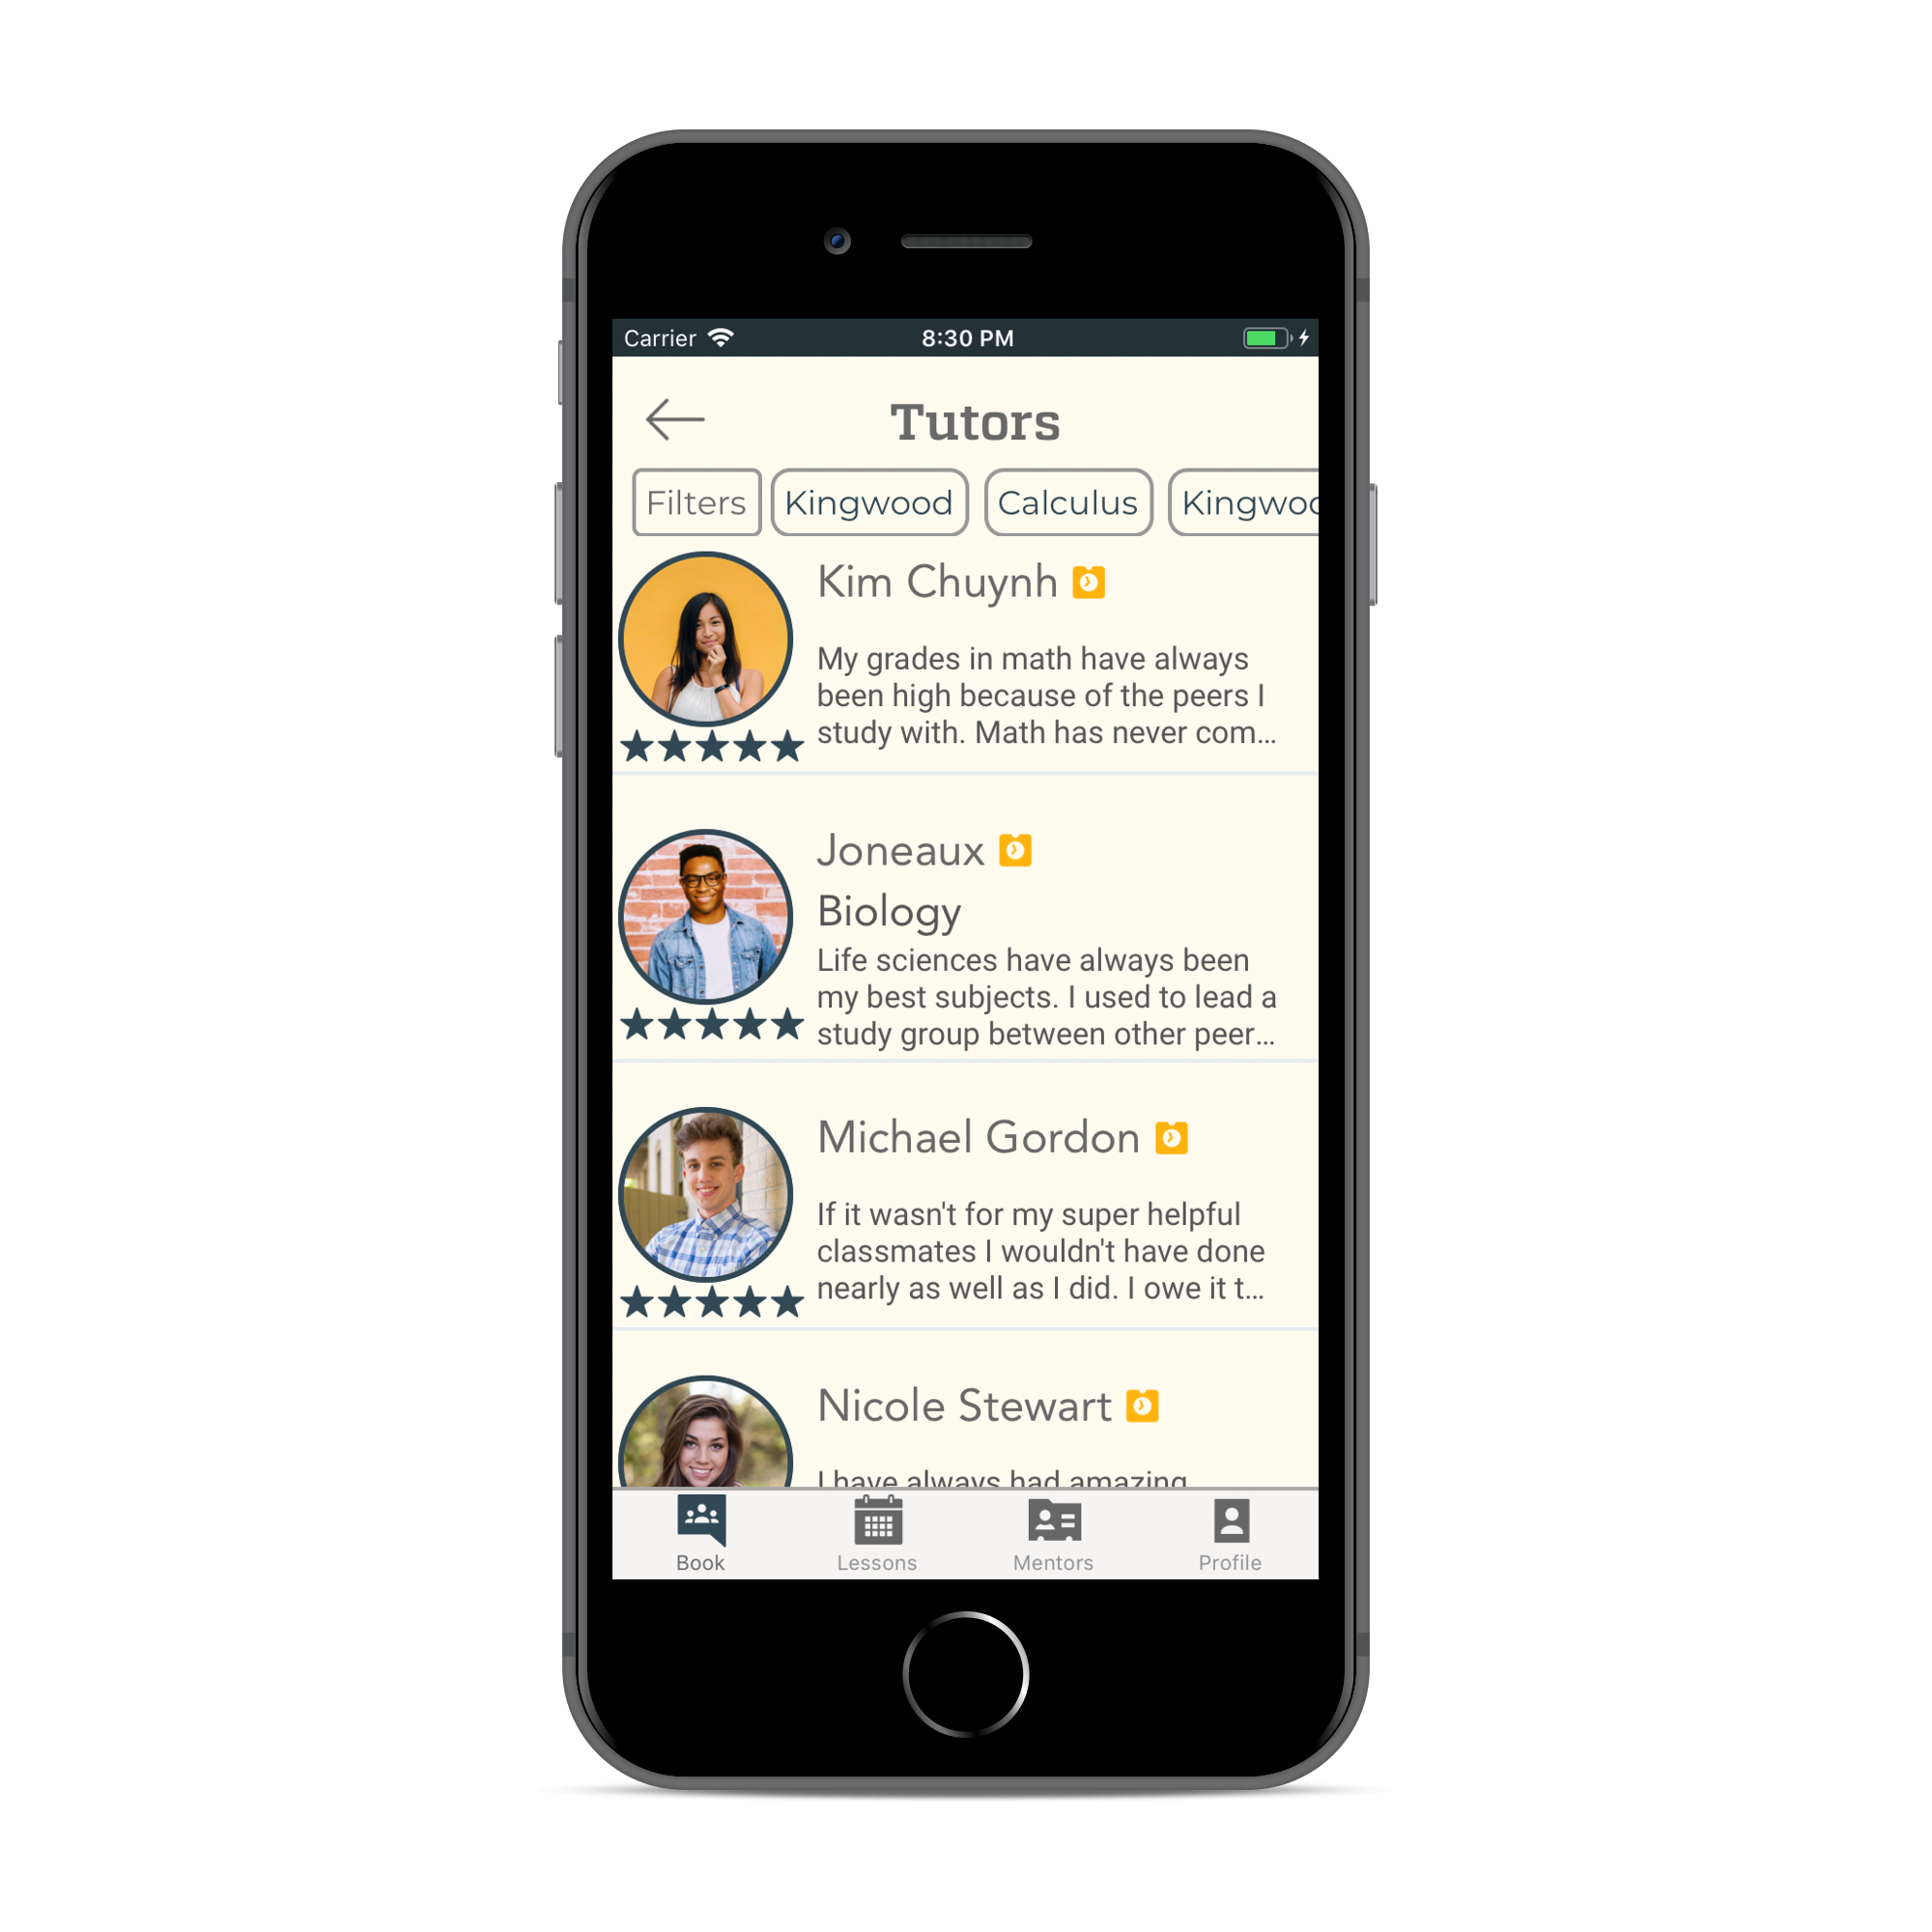 Carrier 8:30 PM
Tutors
Filters Kingwood Calculus Kingwoo
Kim Chuynh
My grades in math have always
been high because of the peers I
study with. Math has never com...
Joneaux
Biology
Life sciences have always been
my best subjects. I used to lead a
study group between other peer...
Michael Gordon
If it wasn't for my super helpful
classmates I wouldn't have done
nearly as well as I did. I owe it t...
Nicole Stewart
I have always had amazing
Book Lessons Mentors Profile